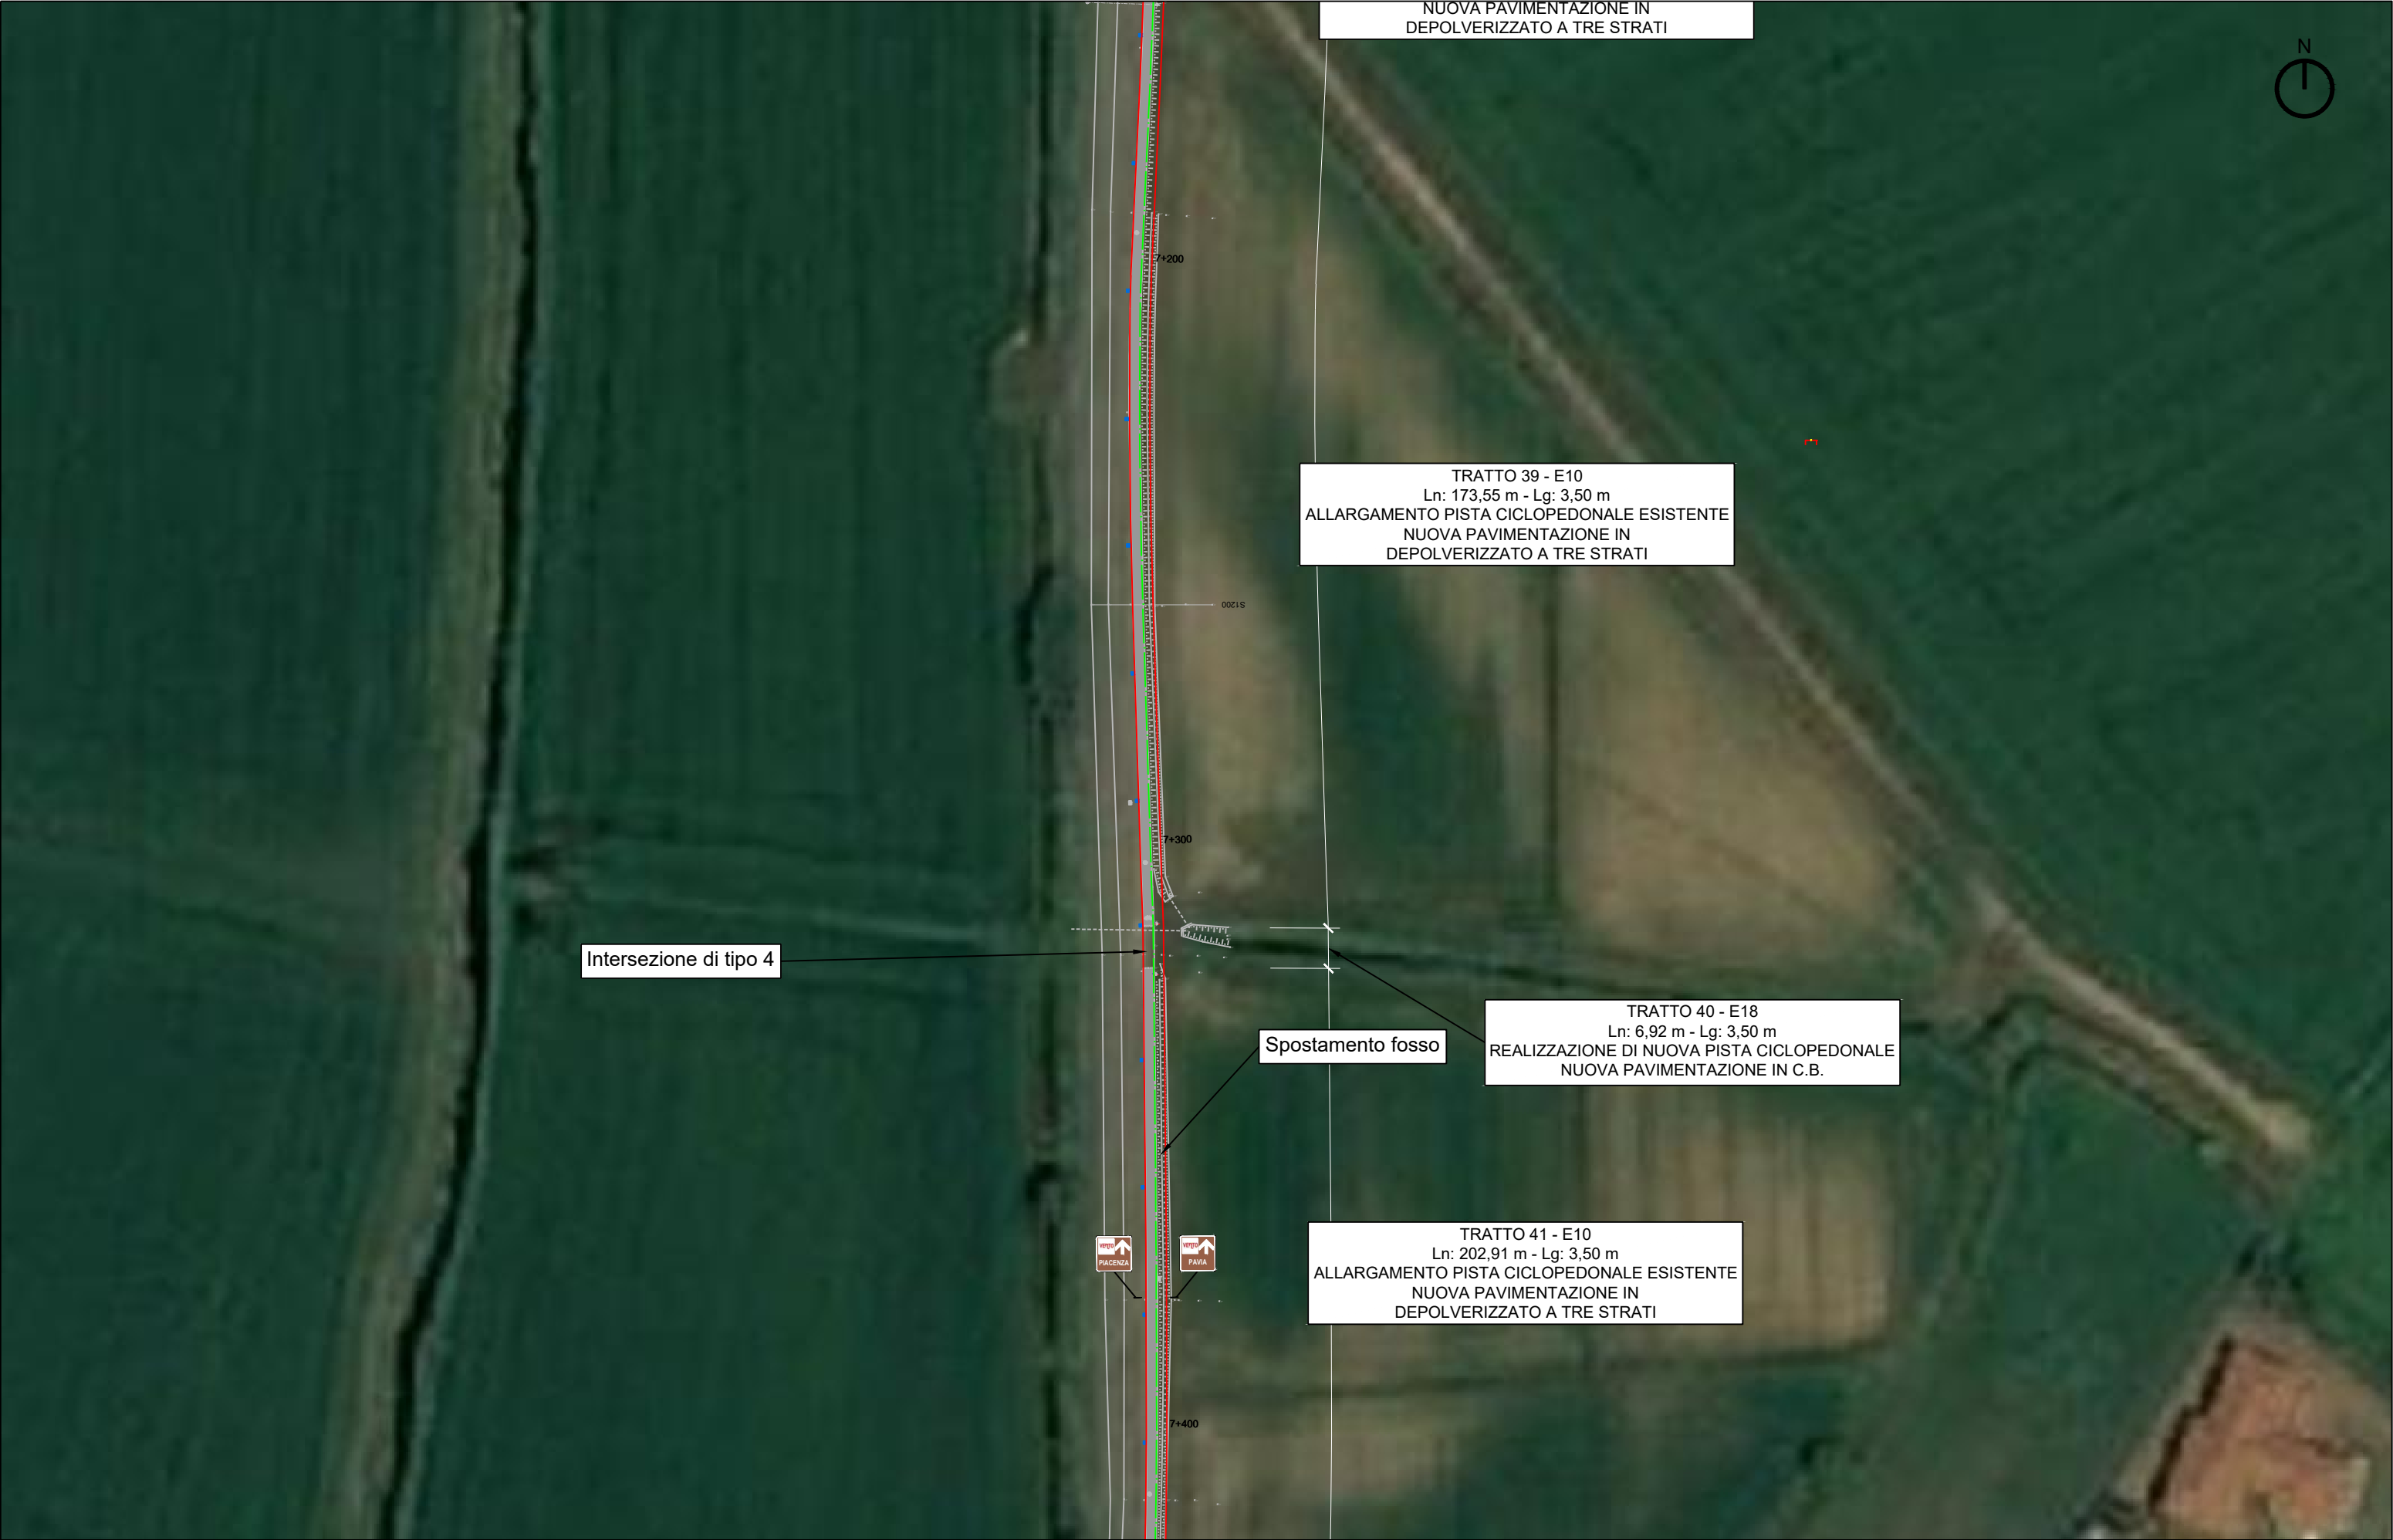 NUOVA PAVIMENTAZIONE IN
DEPOLVERIZZATO A TRE STRATI
N
7+200
TRATTO 39 - E10
Ln: 173,55 m - Lg: 3,50 m
ALLARGAMENTO PISTA CICLOPEDONALE ESISTENTE
NUOVA PAVIMENTAZIONE IN
DEPOLVERIZZATO A TRE STRATI
S1200
7+300
Intersezione di tipo 4
TRATTO 40 - E18
Ln: 6,92 m - Lg: 3,50 m
REALIZZAZIONE DI NUOVA PISTA CICLOPEDONALE
NUOVA PAVIMENTAZIONE IN C.B.
Spostamento fosso
VENTO
PIACENZA
VENTO
PAVIA
TRATTO 41 - E10
Ln: 202,91 m - Lg: 3,50 m
ALLARGAMENTO PISTA CICLOPEDONALE ESISTENTE
NUOVA PAVIMENTAZIONE IN
DEPOLVERIZZATO A TRE STRATI
7+400